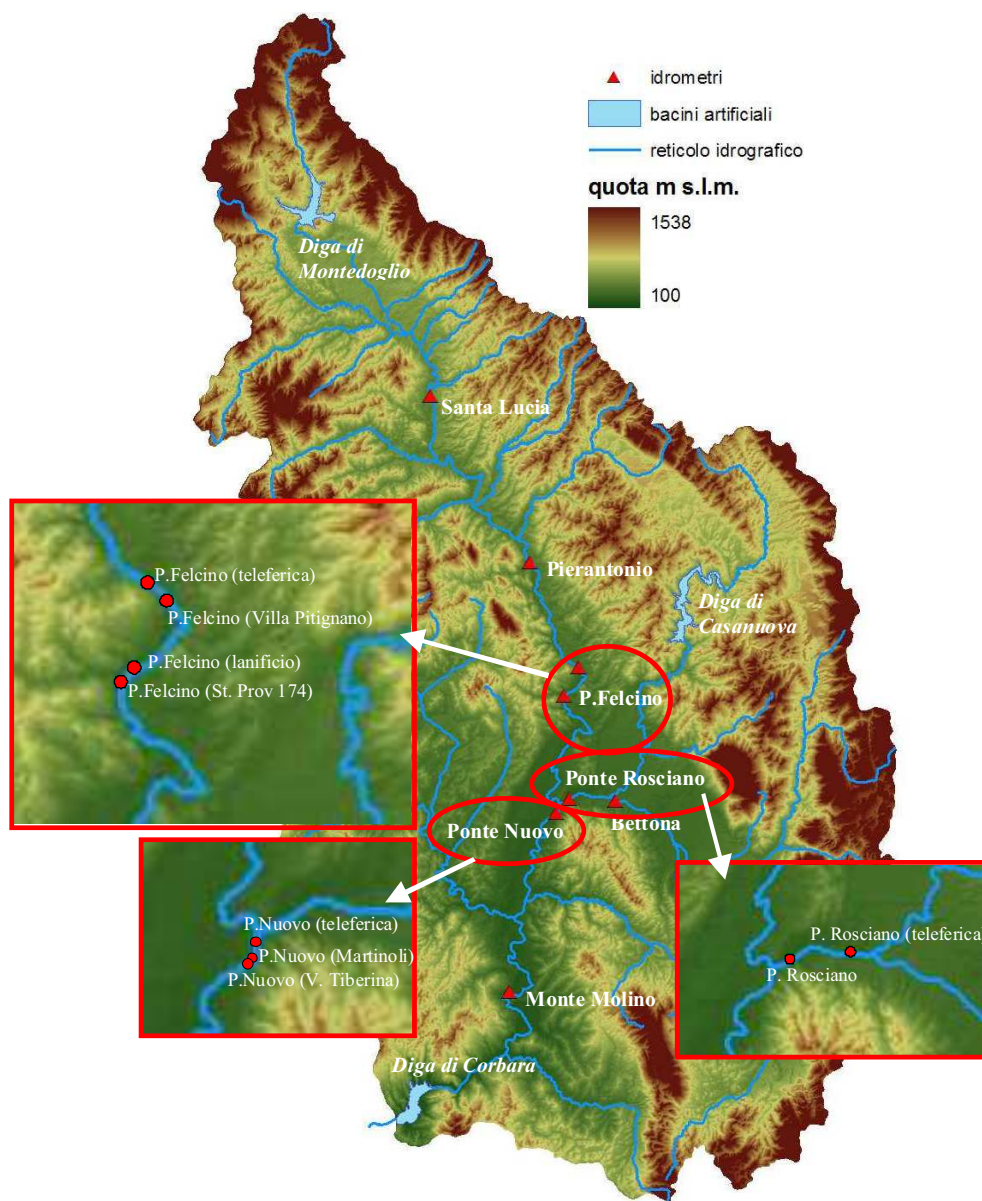 idrometri
bacini artificiali
reticolo idrografico
quota m s.l.m.
1538
100
Diga di
Montedoglio
Santa Lucia
Pierantonio
Diga di
Casanuova
P.Felcino (teleferica)
P.Felcino (Villa Pitignano)
P.Felcino (lanificio)
P.Felcino (St. Prov 174)
P.Felcino
Ponte Rosciano
Bettona
Ponte Nuovo
P.Nuovo (teleferica)
P.Nuovo (Martinoli)
P.Nuovo (V. Tiberina)
P. Rosciano (teleferica
P. Rosciano
Monte Molino
Diga di Corbara